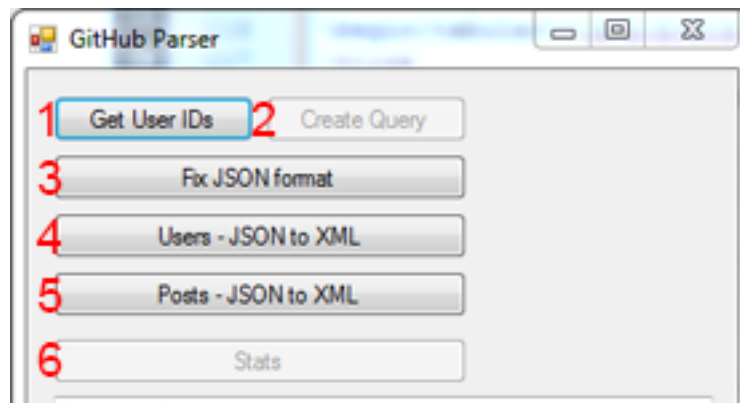 GitHub Parser
1 Get User IDs 2 Create Query
3 Fix JSON format
4 Users - JSON to XML
5 Posts - JSON to XML
6 Stats